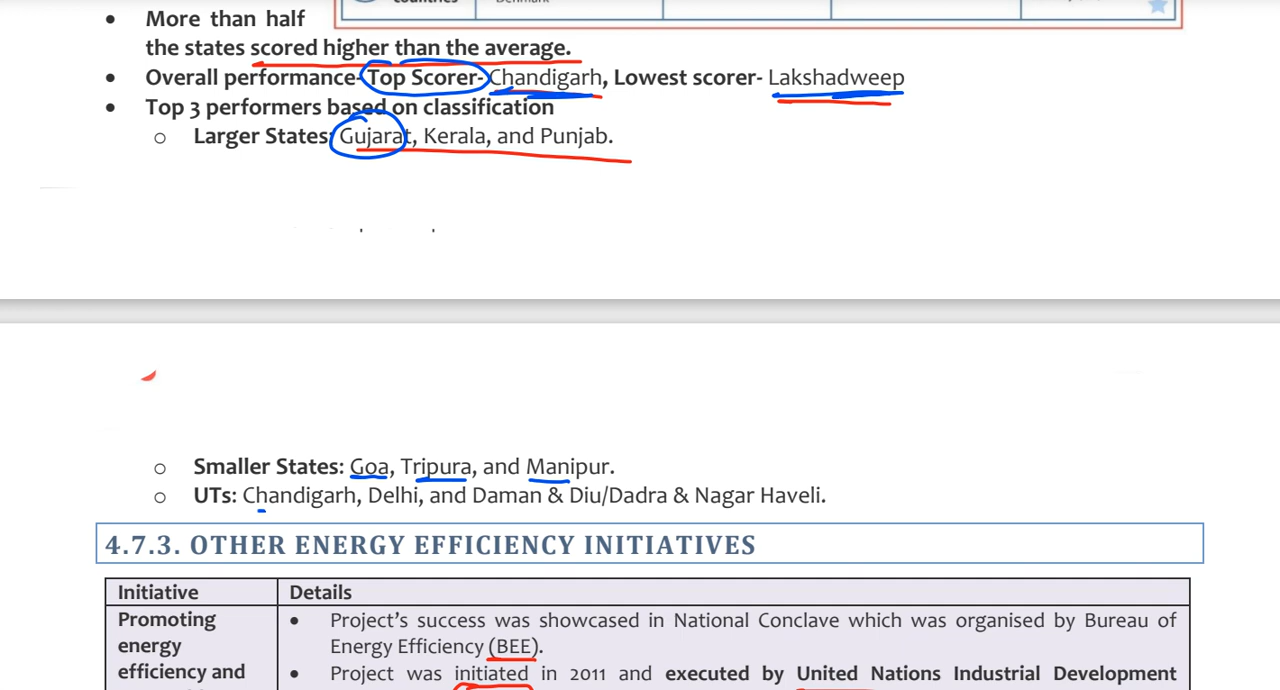 countries Denmark
• More than half
the states scored higher than the average.
• Overall performance- Top Scorer- Chandigarh, Lowest scorer- Lakshadweep
• Top 3 performers based on classification
o Larger States: Gujarat, Kerala, and Punjab.
o Smaller States: Goa, Tripura, and Manipur.
o UTs: Chandigarh, Delhi, and Daman & Diu/Dadra & Nagar Haveli.
4.7.3. OTHER ENERGY EFFICIENCY INITIATIVES
Initiative Details
Promoting • Project’s success was showcased in National Conclave which was organised by Bureau of
energy Energy Efficiency (BEE).
efficiency and • Project was initiated in 2011 and executed by United Nations Industrial Development